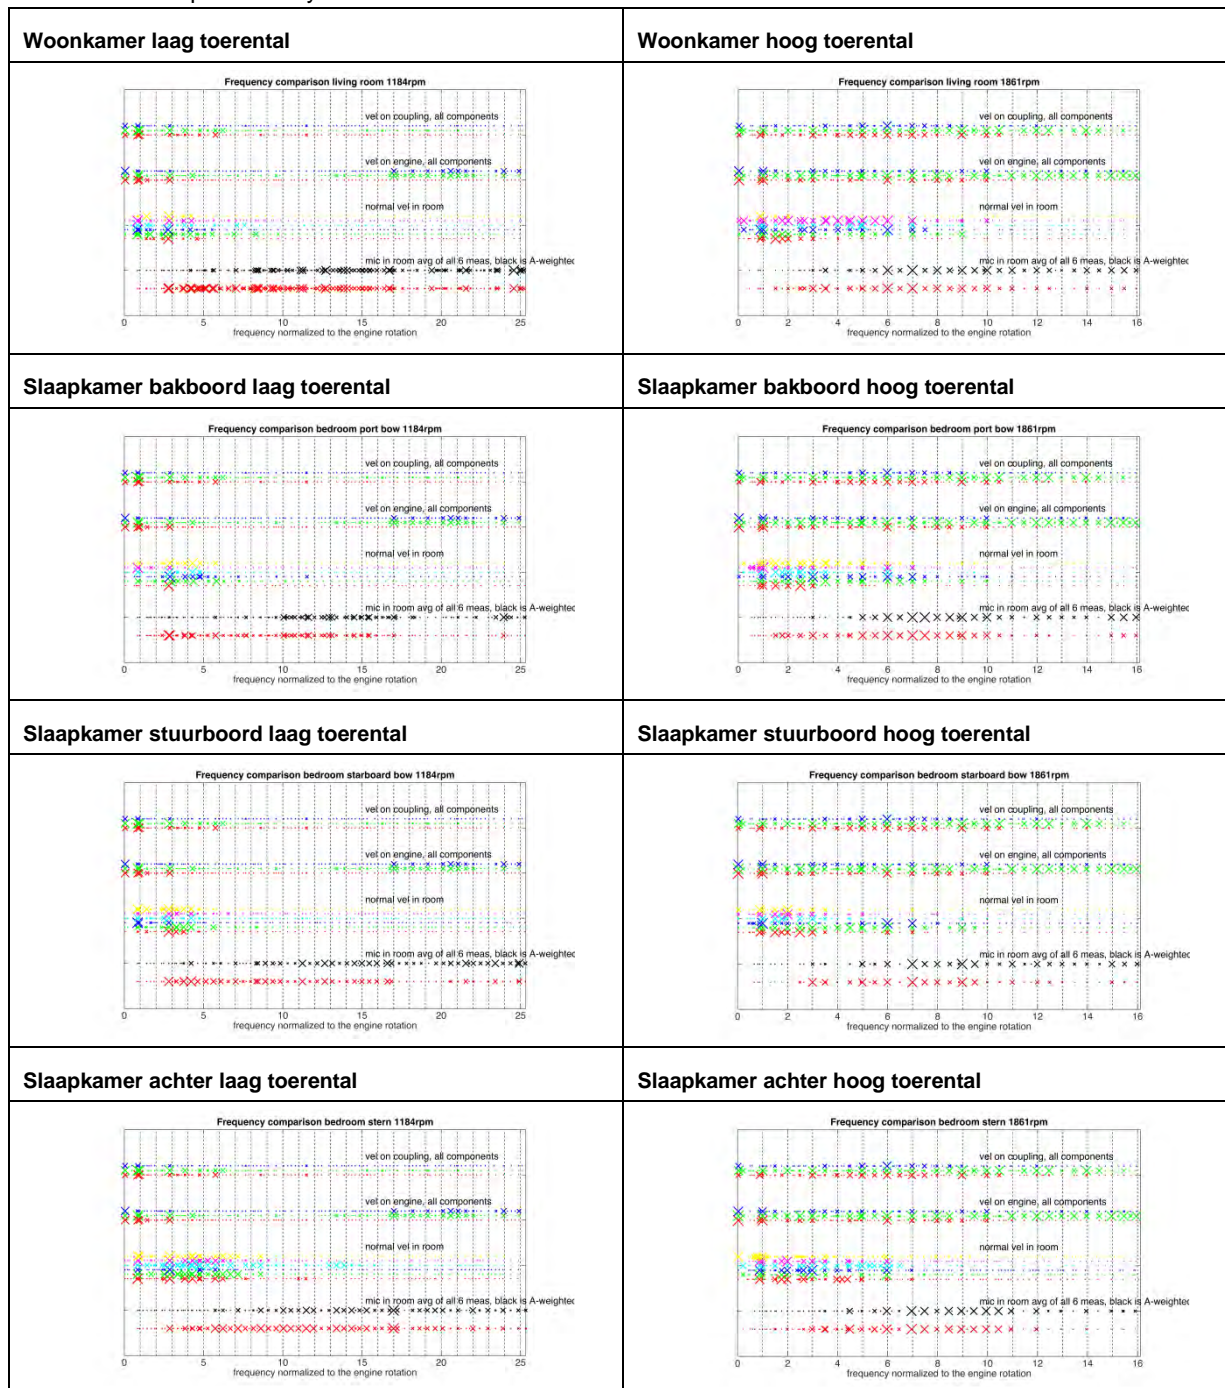 Woonkamer laag toerental
Woonkamer hoog toerental
Frequency comparison living room 1184rpm
vel on coupling, all components
vel on engine, all components
normal vel in room
mic in room avg of all 6 meas, black is A-weighted
0 5 10 15 20 25
frequency normalized to the engine rotation
Frequency comparison living room 1861rpm
vel on coupling, all components
vel on engine, all components
normal vel in room
mic in room avg of all 6 meas, black is A-weighted
0 2 4 6 8 10 12 14 16
frequency normalized to the engine rotation
Slaapkamer bakboord laag toerental
Slaapkamer bakboord hoog toerental
Frequency comparison bedroom port bow 1184rpm
vel on coupling, all components
vel on engine, all components
normal vel in room
mic in room avg of all 6 meas, black is A-weighted
0 5 10 15 20 25
frequency normalized to the engine rotation
Frequency comparison bedroom port bow 1861rpm
vel on coupling, all components
vel on engine, all components
normal vel in room
mic in room avg of all 6 meas, black is A-weighted
0 2 4 6 8 10 12 14 16
frequency normalized to the engine rotation
Slaapkamer stuurboord laag toerental
Slaapkamer stuurboord hoog toerental
Frequency comparison bedroom starboard bow 1184rpm
vel on coupling, all components
vel on engine, all components
normal vel in room
mic in room avg of all 6 meas, black is A-weighted
0 5 10 15 20 25
frequency normalized to the engine rotation
Frequency comparison bedroom starboard bow 1861rpm
vel on coupling, all components
vel on engine, all components
normal vel in room
mic in room avg of all 6 meas, black is A-weighted
0 2 4 6 8 10 12 14 16
frequency normalized to the engine rotation
Slaapkamer achter laag toerental
Slaapkamer achter hoog toerental
Frequency comparison bedroom stern 1184rpm
vel on coupling, all components
vel on engine, all components
normal vel in room
mic in room avg of all 6 meas, black is A-weighted
0 5 10 15 20 25
frequency normalized to the engine rotation
Frequency comparison bedroom stern 1861rpm
vel on coupling, all components
vel on engine, all components
normal vel in room
mic in room avg of all 6 meas, black is A-weighted
0 2 4 6 8 10 12 14 16
frequency normalized to the engine rotation